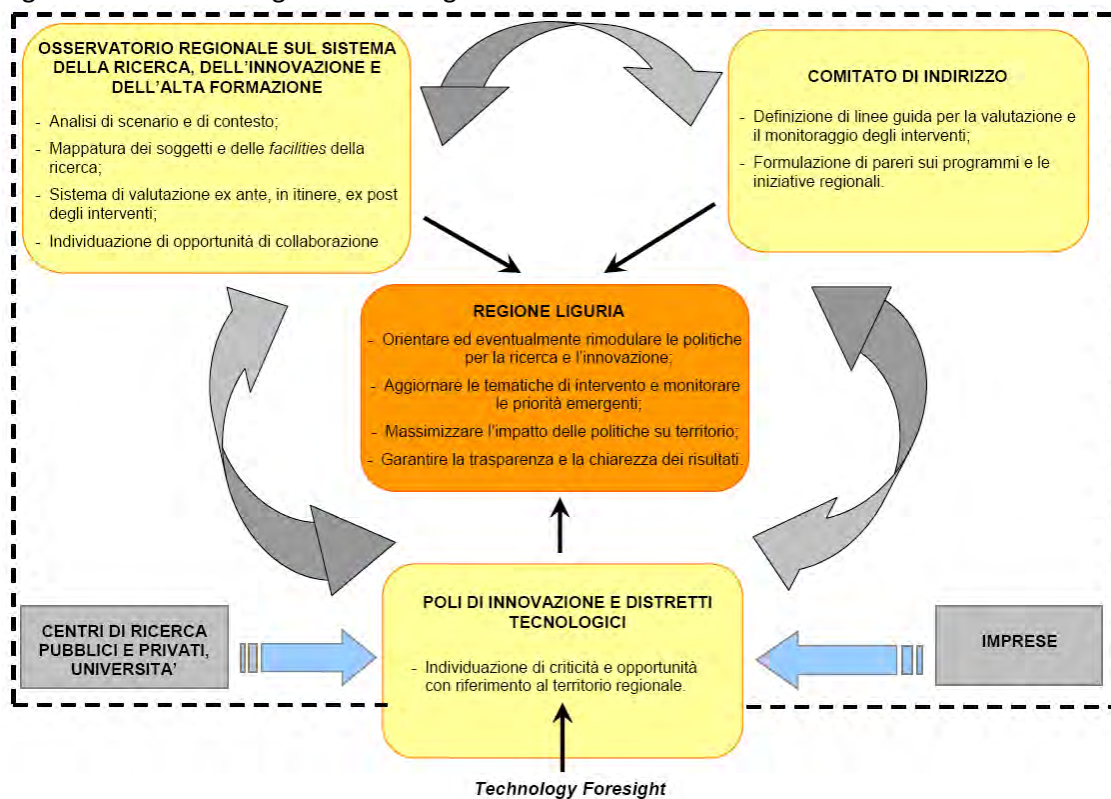 OSSERVATORIO REGIONALE SUL SISTEMA
DELLA RICERCA, DELL'INNOVAZIONE E
DELL'ALTA FORMAZIONE
- Analisi di scenario e di contesto;
- Mappatura dei soggetti e delle facilities della
ricerca;
- Sistema di valutazione ex ante, in itinere, ex post
degli interventi;
- Individuazione di opportunità di collaborazione
COMITATO DI INDIRIZZO
- Definizione di linee guida per la valutazione e
il monitoraggio degli interventi;
- Formulazione di pareri sui programmi e le
iniziative regionali.
REGIONE LIGURIA
- Orientare ed eventualmente rimodulare le politiche
per la ricerca e l'innovazione;
- Aggiornare le tematiche di intervento e monitorare
le priorità emergenti;
- Massimizzare l'impatto delle politiche su territorio;
- Garantire la trasparenza e la chiarezza dei risultati.
CENTRI DI RICERCA
PUBBLICI E PRIVATI,
UNIVERSITA'
POLI DI INNOVAZIONE E DISTRETTI
TECNOLOGICI
- Individuazione di criticità e opportunità
con riferimento al territorio regionale.
IMPRESE
Technology Foresight